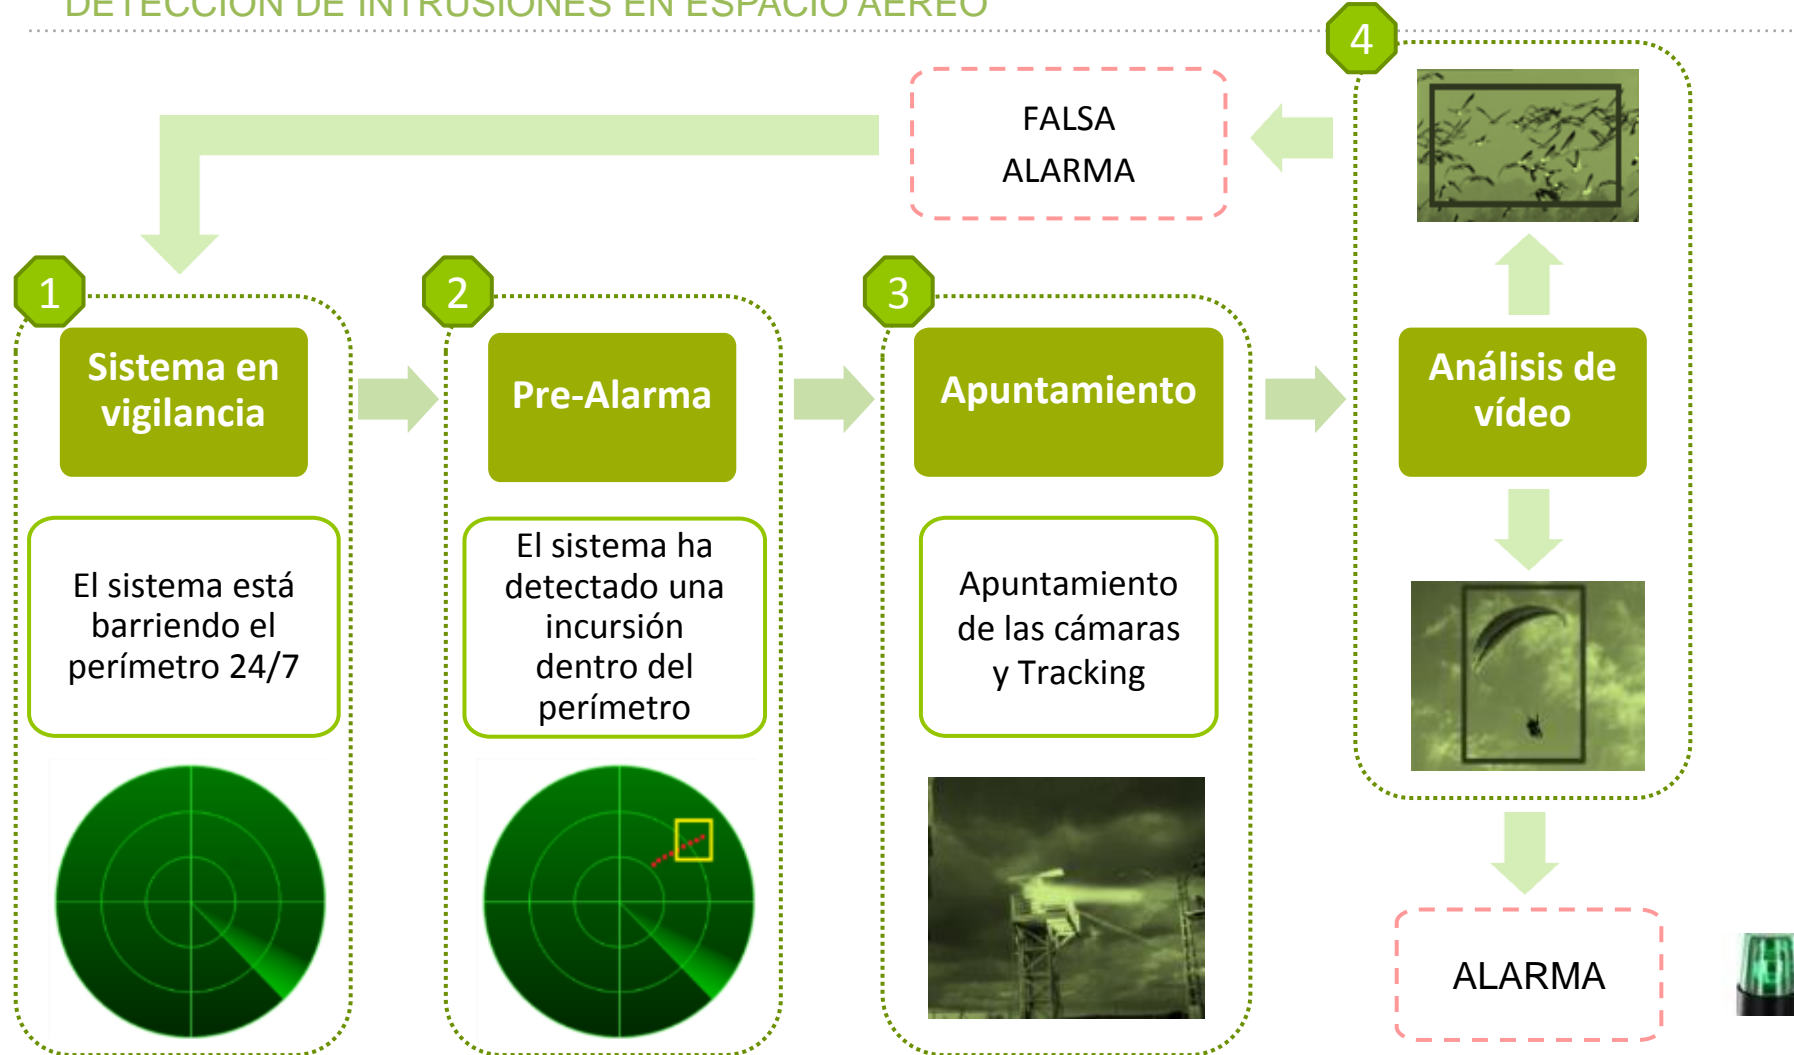 DETECCIÓN DE INTRUSIONES EN ESPACIO AÉREO
4
FALSA
ALARMA
1
Sistema en
vigilancia
El sistema está
barriendo el
perímetro 24/7
2
Pre-Alarma
El sistema ha
detectado una
incursión
dentro del
perímetro
3
Apuntamiento
Apuntamiento
de las cámaras
y Tracking
Análisis de
vídeo
ALARMA